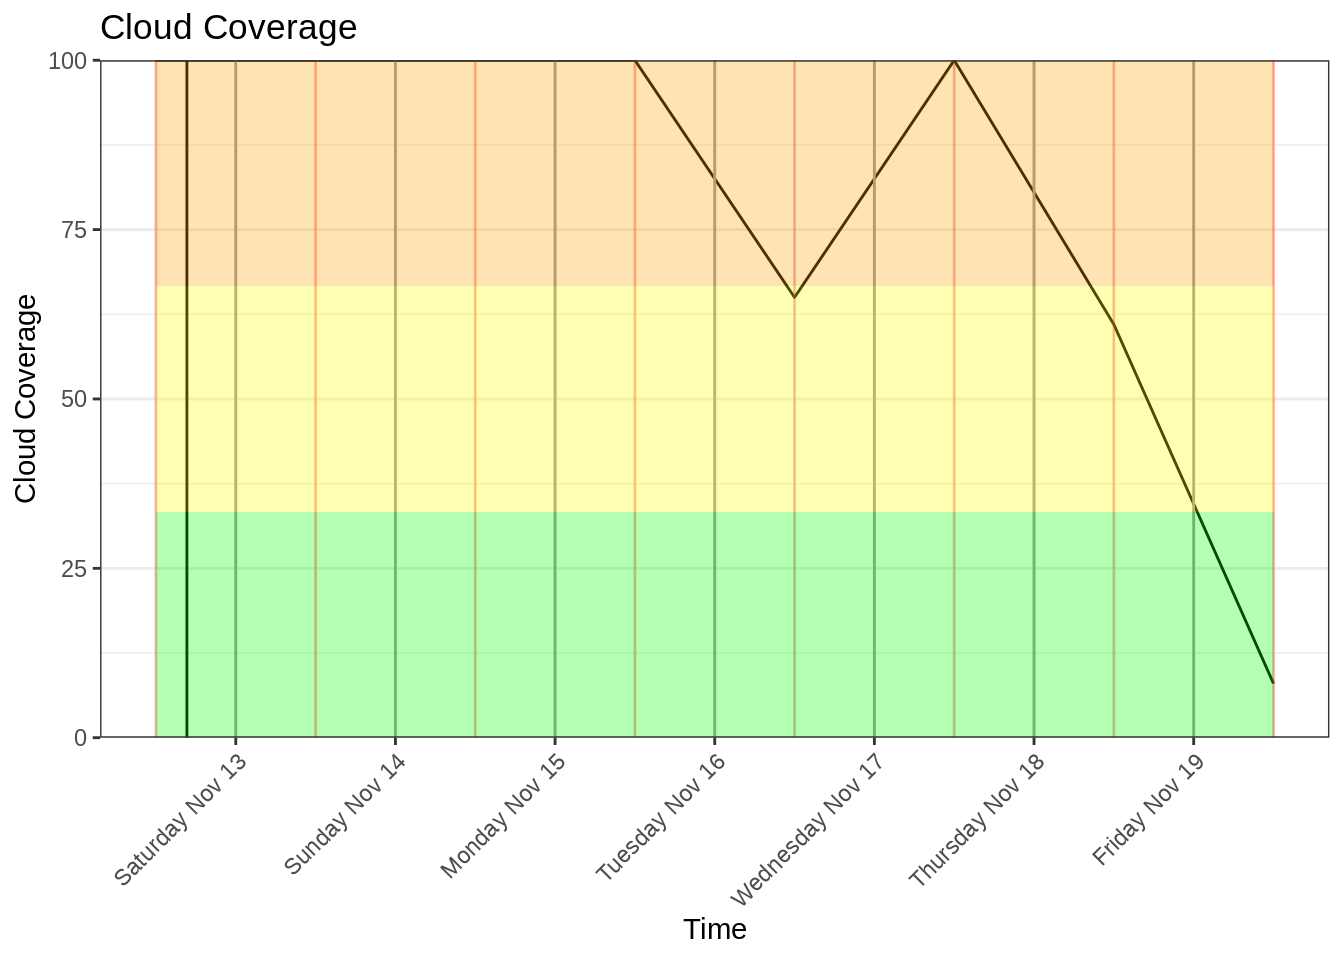 Cloud Coverage
100
75
50
25
0
Cloud Coverage
Saturday Nov 13
Sunday Nov 14
Monday Nov 15
Tuesday Nov 16
Wednesday Nov 17
Thursday Nov 18
Friday Nov 19
Time